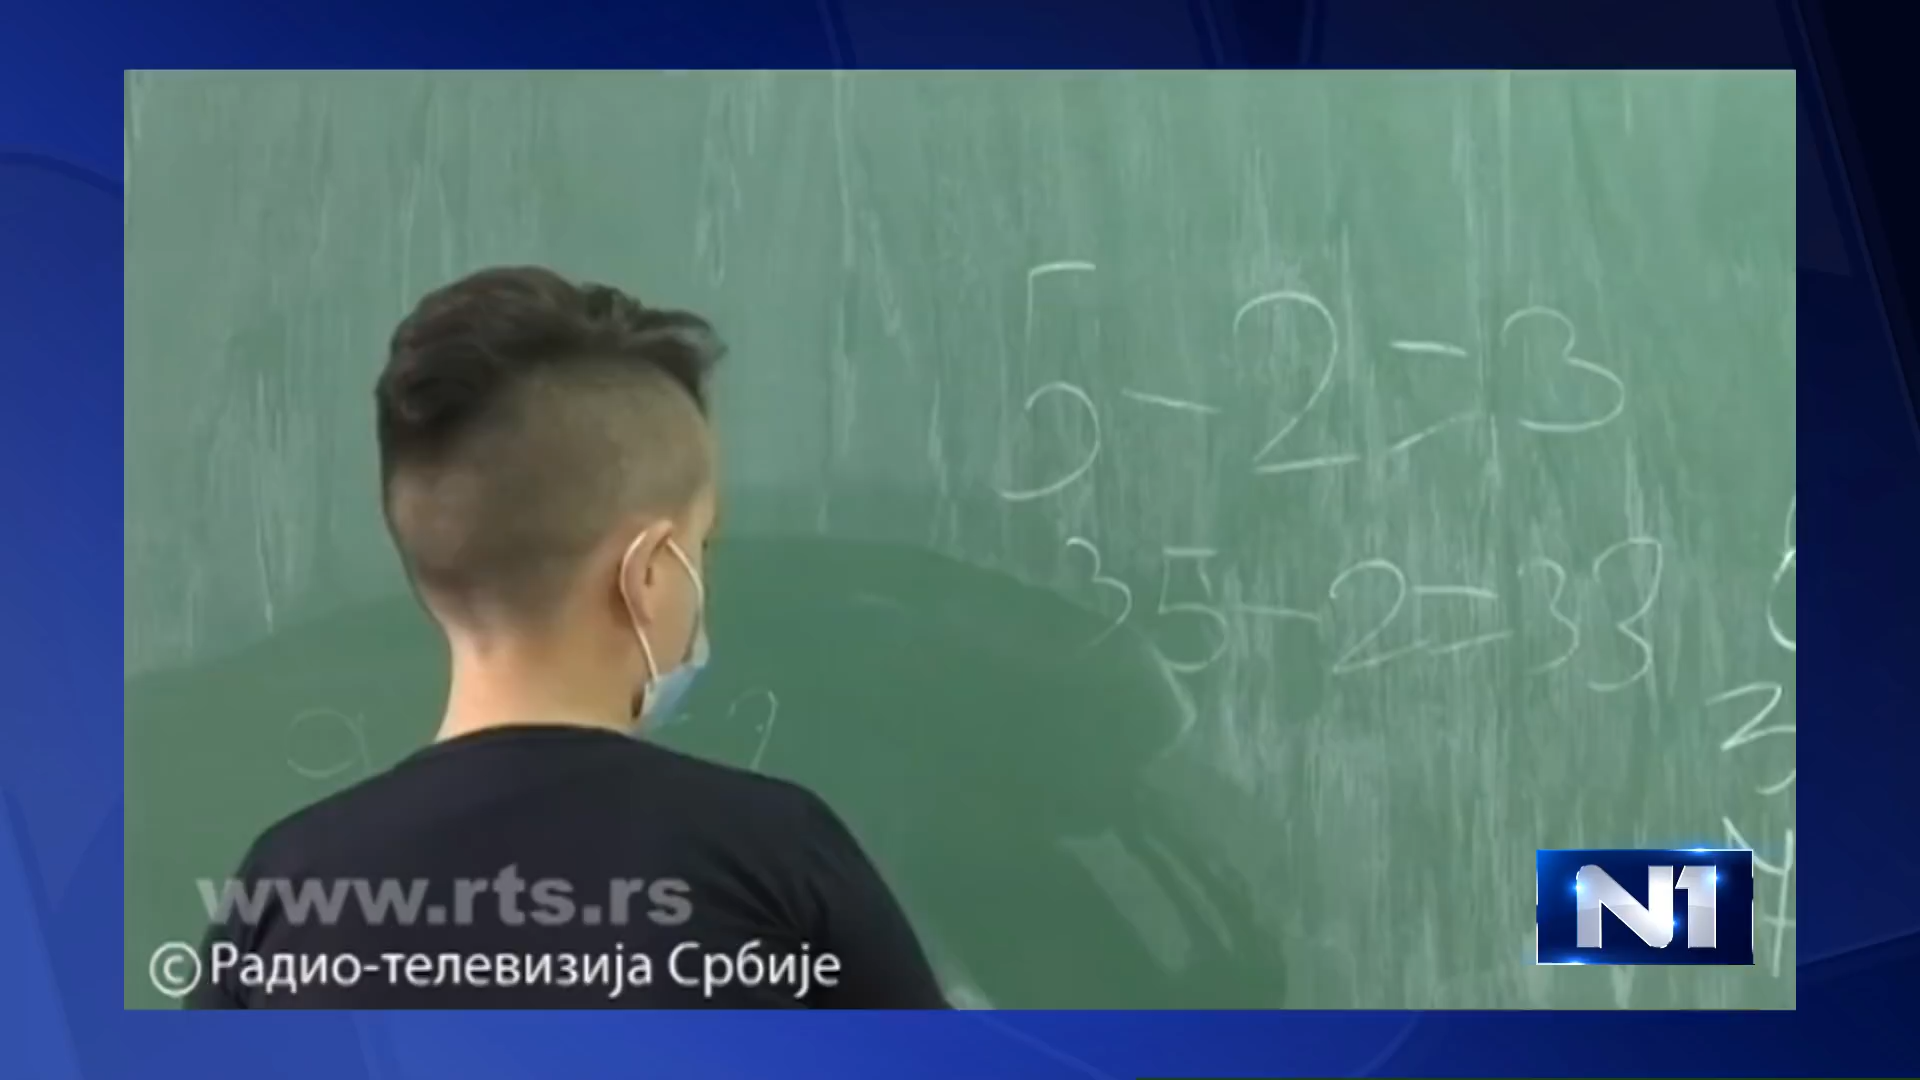 5-2=3
35-2=33
www.rts.rs
©Радио-телевизија Србије
N1